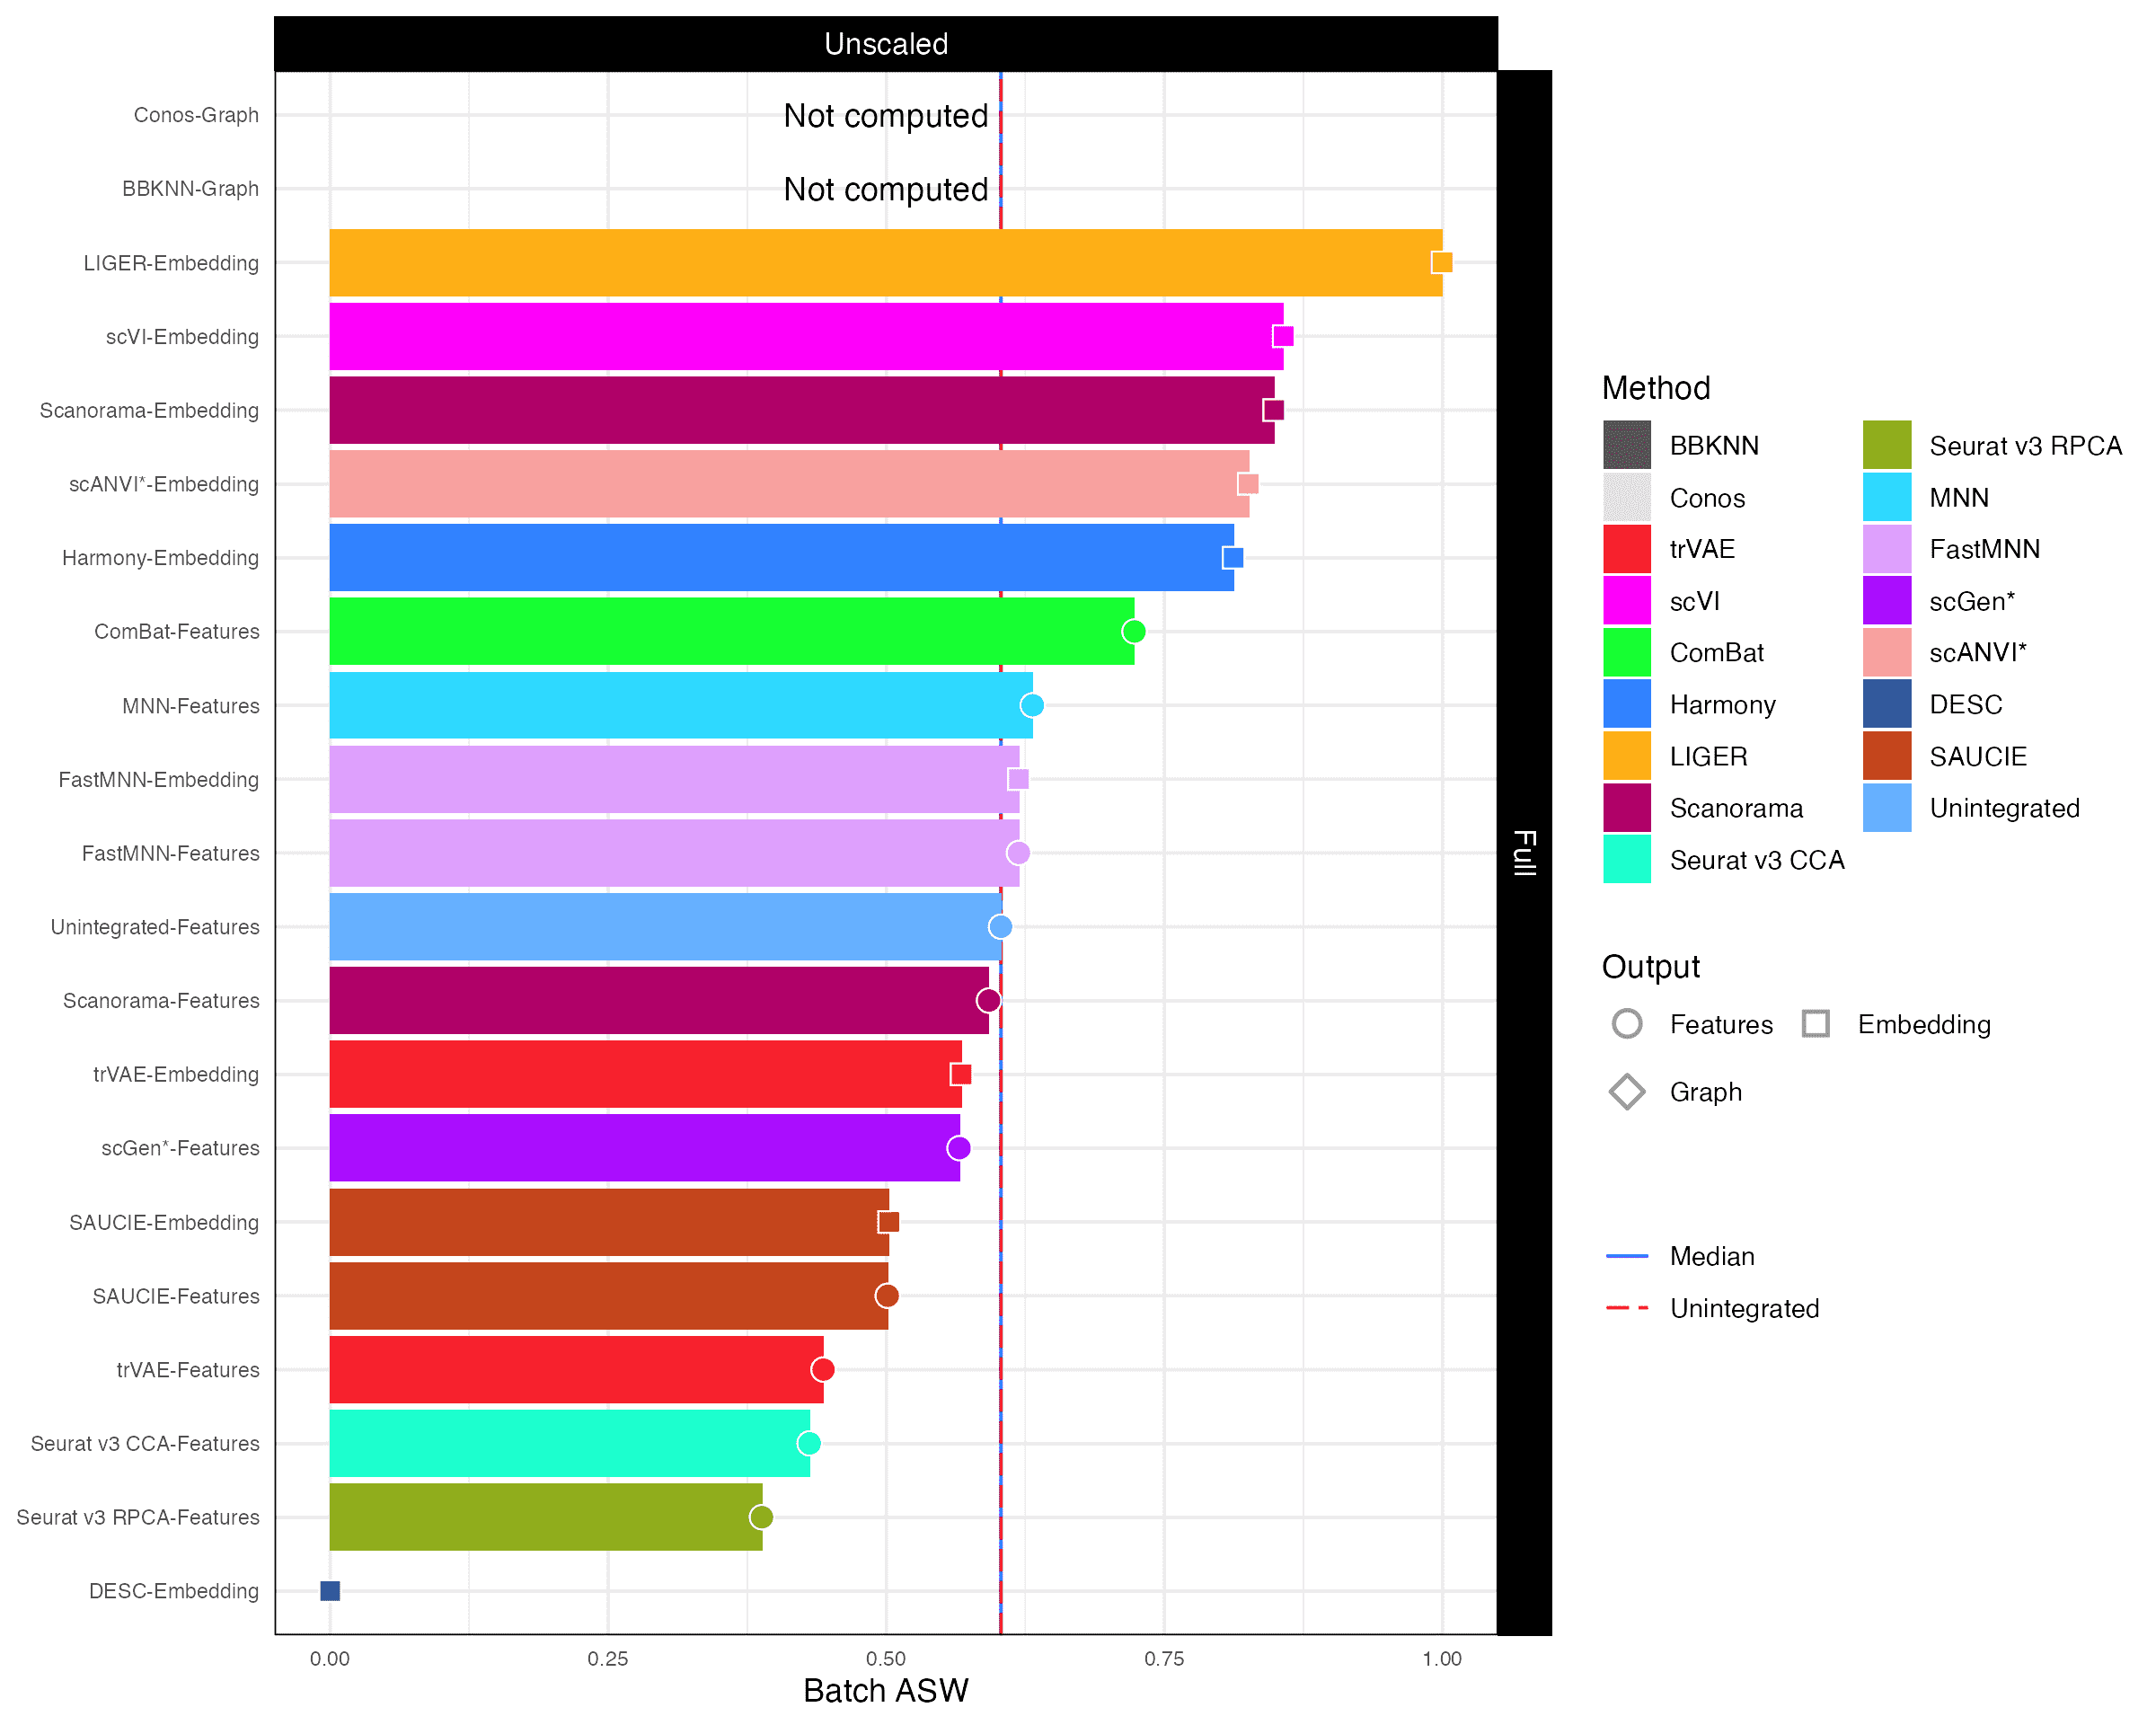 Unscaled
Conos-Graph
Not computed
BBKNN-Graph
Not computed
LIGER-Embedding
scVI-Embedding
Scanorama-Embedding
scANVI*-Embedding
Harmony-Embedding
ComBat-Features
MNN-Features
FastMNN-Embedding
FastMNN-Features
Unintegrated-Features
Scanorama-Features
trVAE-Embedding
scGen*-Features
SAUCIE-Embedding
SAUCIE-Features
trVAE-Features
Seurat v3 CCA-Features
Seurat v3 RPCA-Features
DESC-Embedding
0.00 0.25 0.50 0.75 1.00
Batch ASW
Full
Method
BBKNN
Conos
trVAE
scVI
ComBat
Harmony
LIGER
Scanorama
Seurat v3 CCA
Seurat v3 RPCA
MNN
FastMNN
scGen*
scANVI*
DESC
SAUCIE
Unintegrated
Output
Features Embedding
Graph
Median
Unintegrated